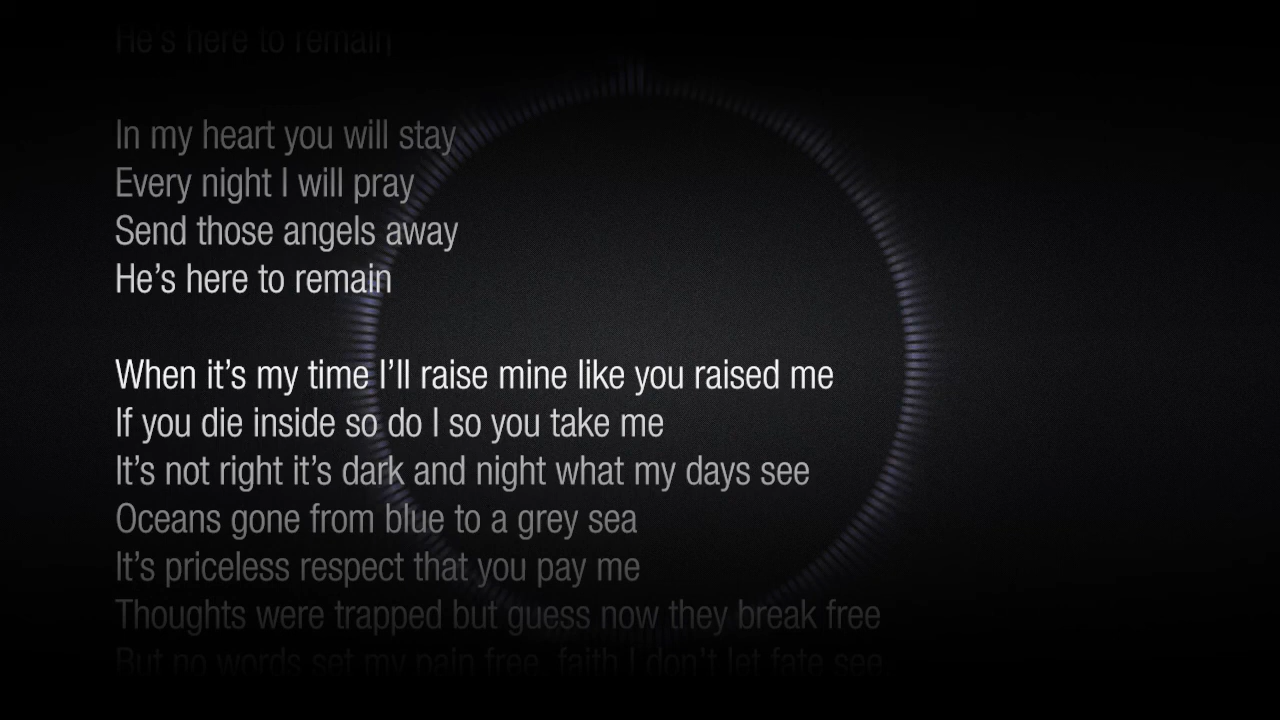 He's here to remain
In my heart you will stay
Every night I will pray
Send those angels away
He's here to remain
When it's my time I'll raise mine like you raised me
If you die inside so do I so you take me
It's not right it's dark and night what my days see
Oceans gone from blue to a grey sea
It's priceless respect that you pay me
Thoughts were trapped but guess now they break free
But no words set my pain free, faith I don't let fate see